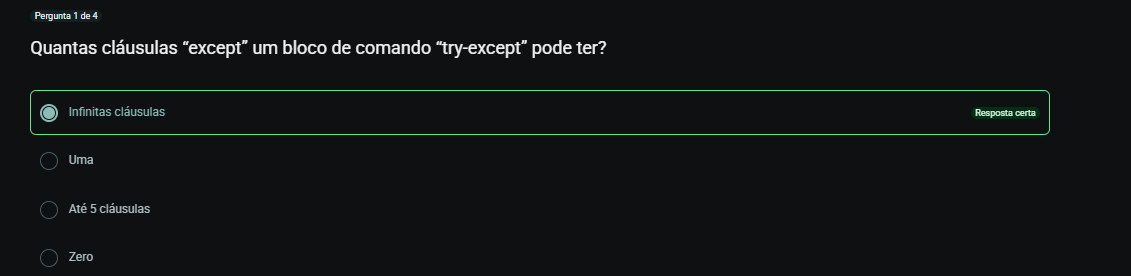 Pergunta 1 de 4
Quantas cláusulas “except” um bloco de comando “try-except” pode ter?
Infinitas cláusulas
Resposta certa
Uma
Até 5 cláusulas
Zero